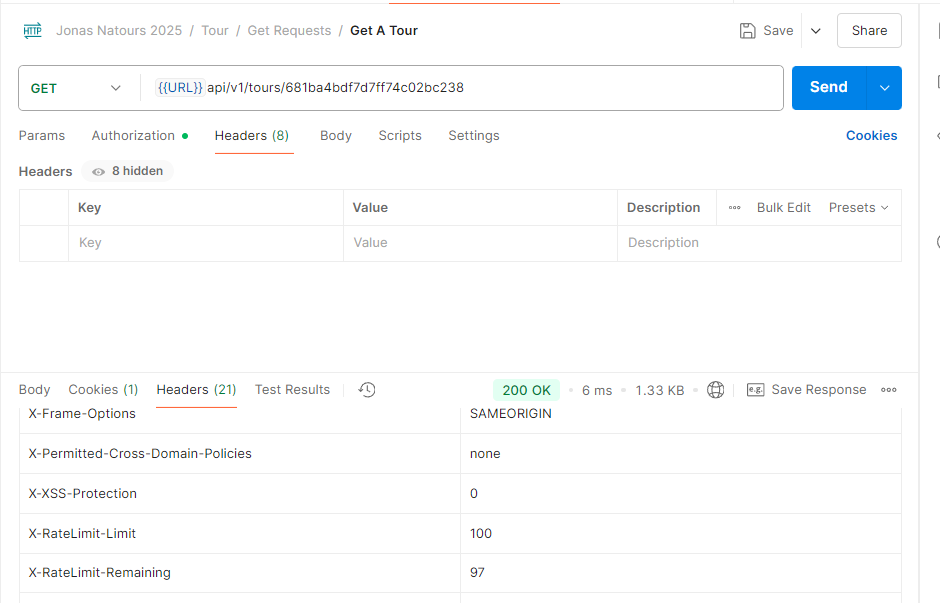 HTTP Jonas Natours 2025 / Tour / Get Requests / Get A Tour Save Share
GET {{URL}} api/v1/tours/681ba4bdf7d7ff74c02bc238 Send
Params Authorization Headers (8) Body Scripts Settings Cookies
Headers 8 hidden
Key Value Description Bulk Edit Presets
Key Value Description
Body Cookies (1) Headers (21) Test Results 200 OK 6 ms 1.33 KB e.g. Save Response
X-Frame-Options SAMEORIGIN
X-Permitted-Cross-Domain-Policies none
X-XSS-Protection 0
X-RateLimit-Limit 100
X-RateLimit-Remaining 97